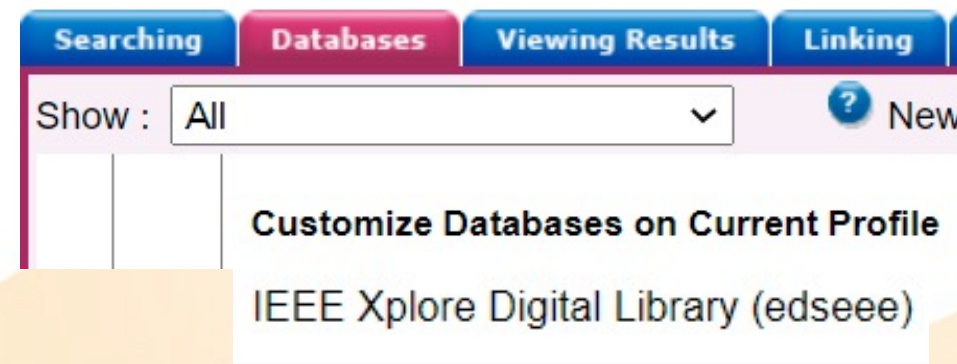 Searching Databases Viewing Results Linking
Show : All ? New
Customize Databases on Current Profile
IEEE Xplore Digital Library (edseee)